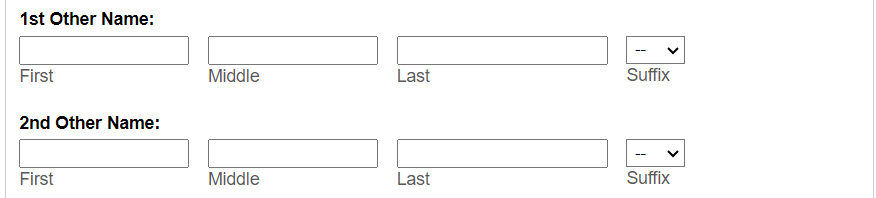 1st Other Name:
--
First Middle Last Suffix
2nd Other Name:
--
First Middle Last Suffix